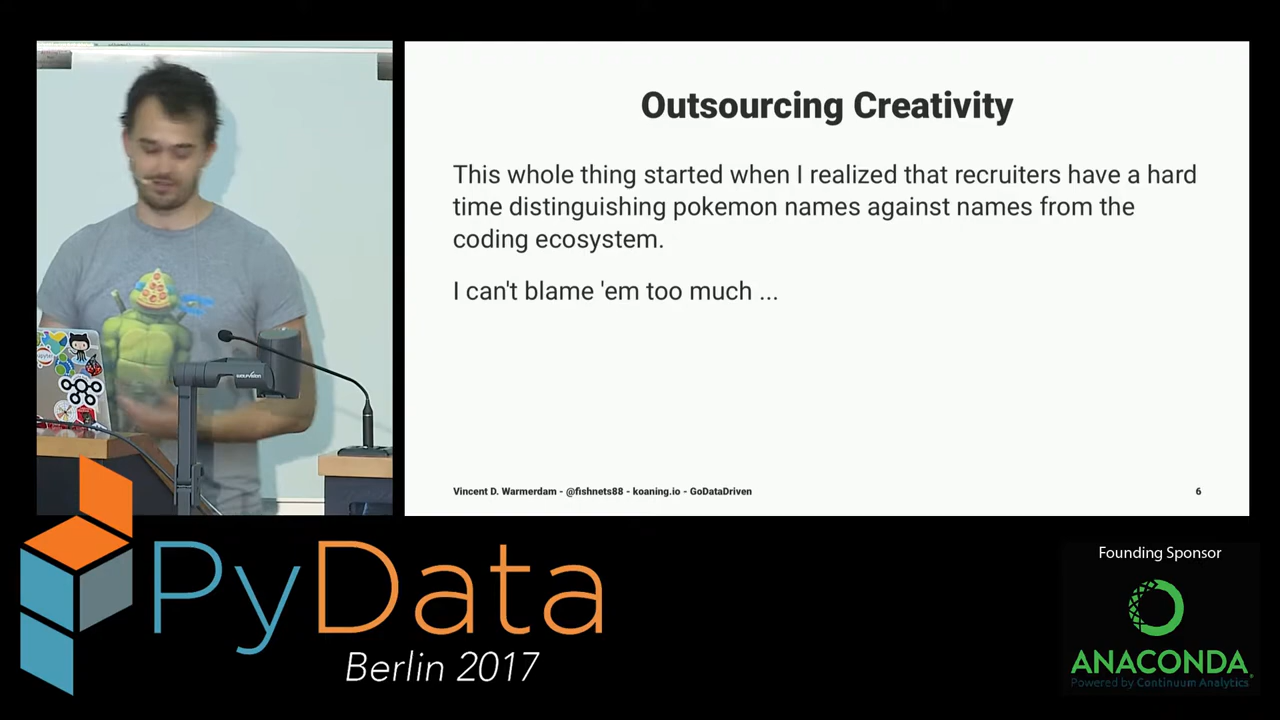 Outsourcing Creativity
This whole thing started when I realized that recruiters have a hard
time distinguishing pokemon names against names from the
coding ecosystem.
I can't blame 'em too much ...
Vincent D. Warmerdam - @fishnets88 - koaning.io - GoDataDriven
6
wolfvision
PyData
Berlin 2017
Founding Sponsor
ANACONDA
Powered by Continuum Analytics